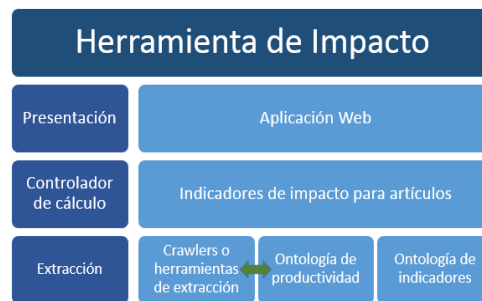 Herramienta de Impacto
Presentación
Aplicación Web
Controlador
de cálculo
Indicadores de impacto para artículos
Extracción
Crawlers o
herramientas
de extracción
Ontología de
productividad
Ontología de
indicadores